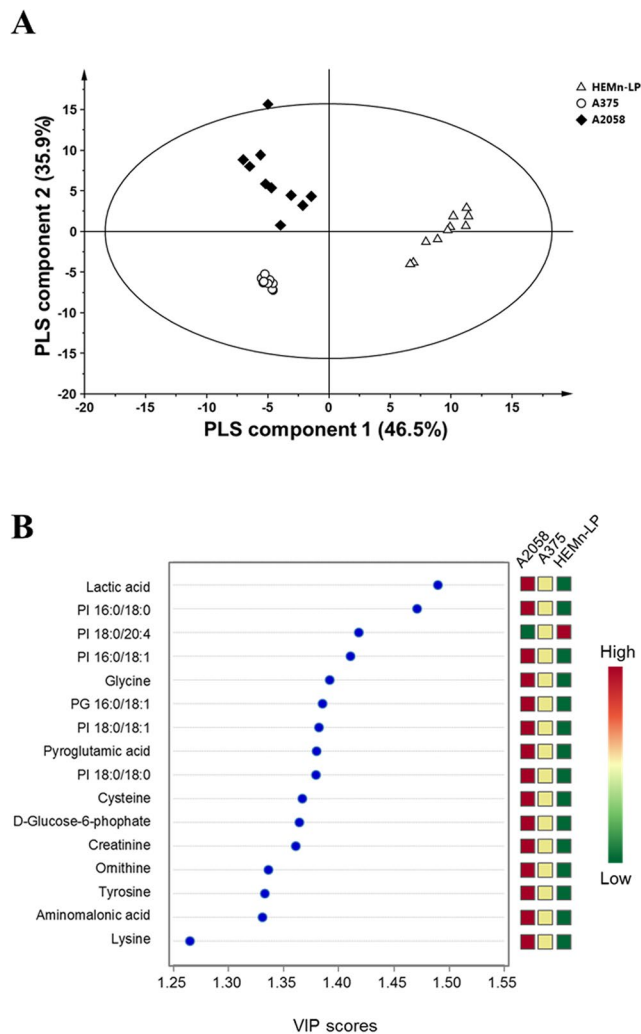 A
PLS component 2 (35.9%)
15
10
5
0
-5
-10
-15
-20
-20
-15
-10
-5
0
5
10
15
PLS component 1 (46.5%)
HEMn-LP
A375
A2058
B
A2058
A375
HEMn-LP
Lactic acid
PI 16:0/18:0
PI 18:0/20:4
PI 16:0/18:1
Glycine
PG 16:0/18:1
PI 18:0/18:1
Pyroglutamic acid
PI 18:0/18:0
Cysteine
D-Glucose-6-phophate
Creatinine
Ornithine
Tyrosine
Aminomalonic acid
Lysine
1.25
1.30
1.35
1.40
1.45
1.50
1.55
VIP scores
High
Low